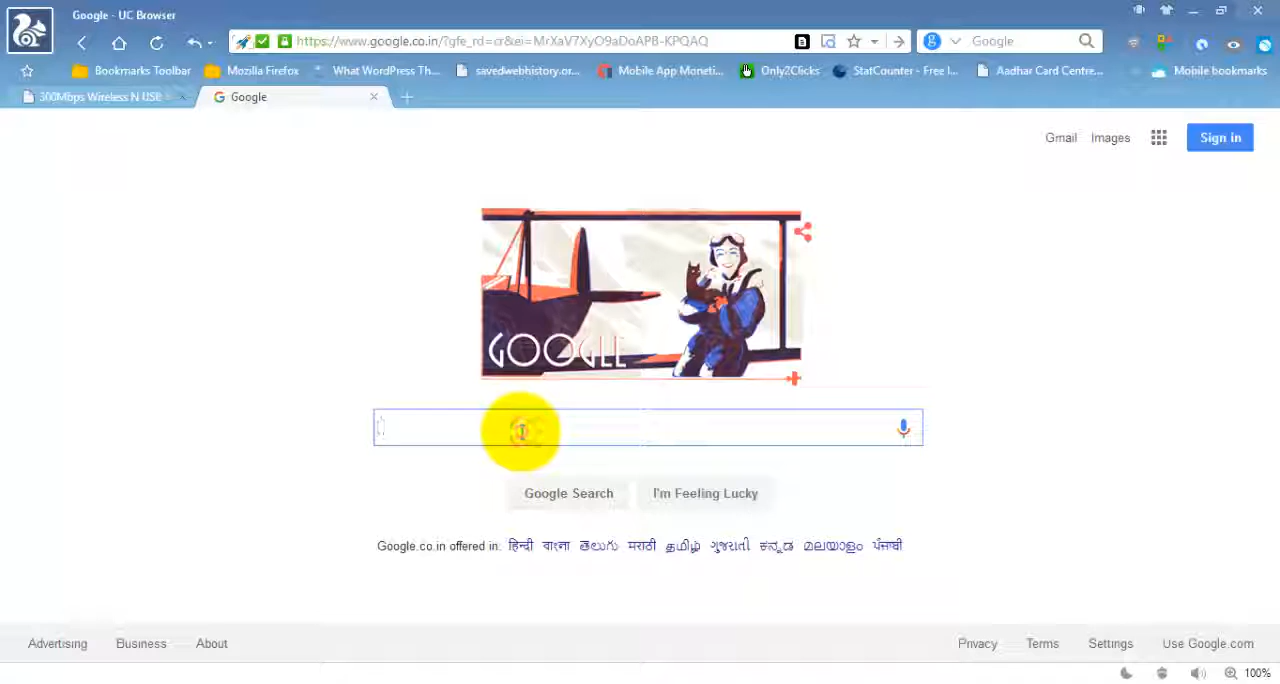 Google - UC Browser
https://www.google.co.in/?gfe_rd=cr&ei=MrXaV7XyO9aDoAPB-KPQAQ
Google
Bookmarks Toolbar Mozilla Firefox What WordPress Th... savedwebhistory.or... Mobile App Moneti... Only2Clicks StatCounter - Free I... Aadhar Card Centre... Mobile bookmarks
300Mbps Wireless N USB Google
Gmail Images Sign in
GOOGLE
Google Search I'm Feeling Lucky
Google.co.in offered in: हिन्दी বাংলা తెలుగు मराठी தமிழ் ગુજરાતી ಕನ್ನಡ മലയാളം ਪੰਜਾਬੀ
Advertising Business About Privacy Terms Settings Use Google.com
100%